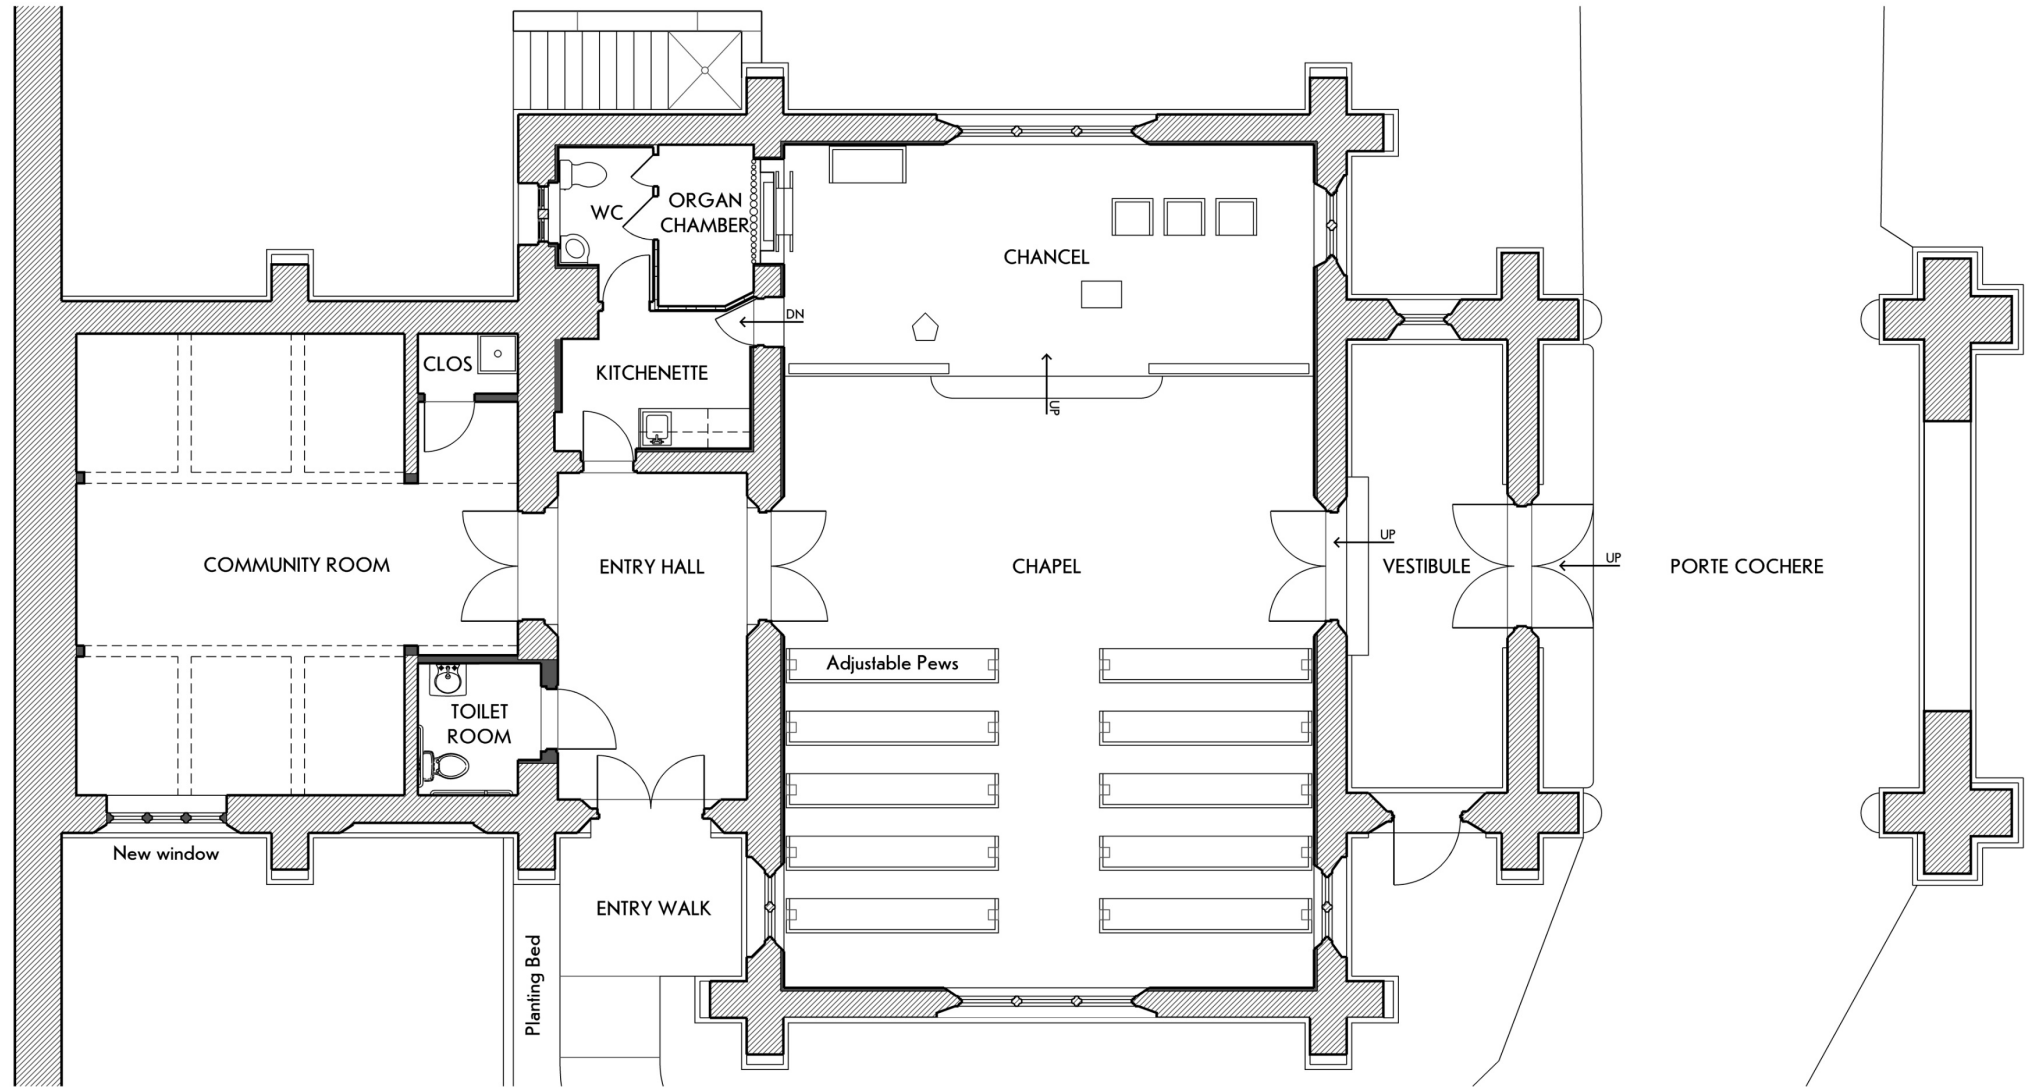 ORGAN
CHAMBER
WC
CHANCEL
DN
CLOS
KITCHENETTE
UP
UP
UP
COMMUNITY ROOM
ENTRY HALL
CHAPEL
VESTIBULE
PORTE COCHERE
Adjustable Pews
TOILET
ROOM
New window
ENTRY WALK
Planting Bed